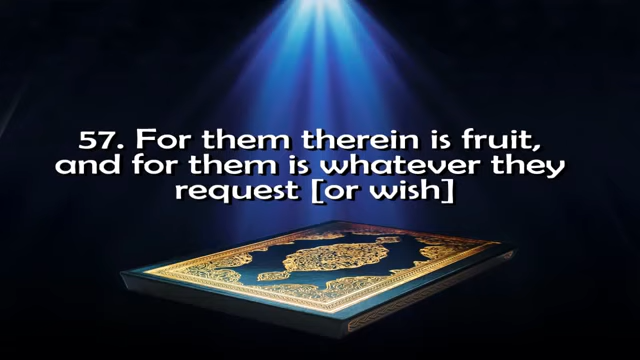 57. For them therein is fruit,
and for them is whatever they
request [or wish]